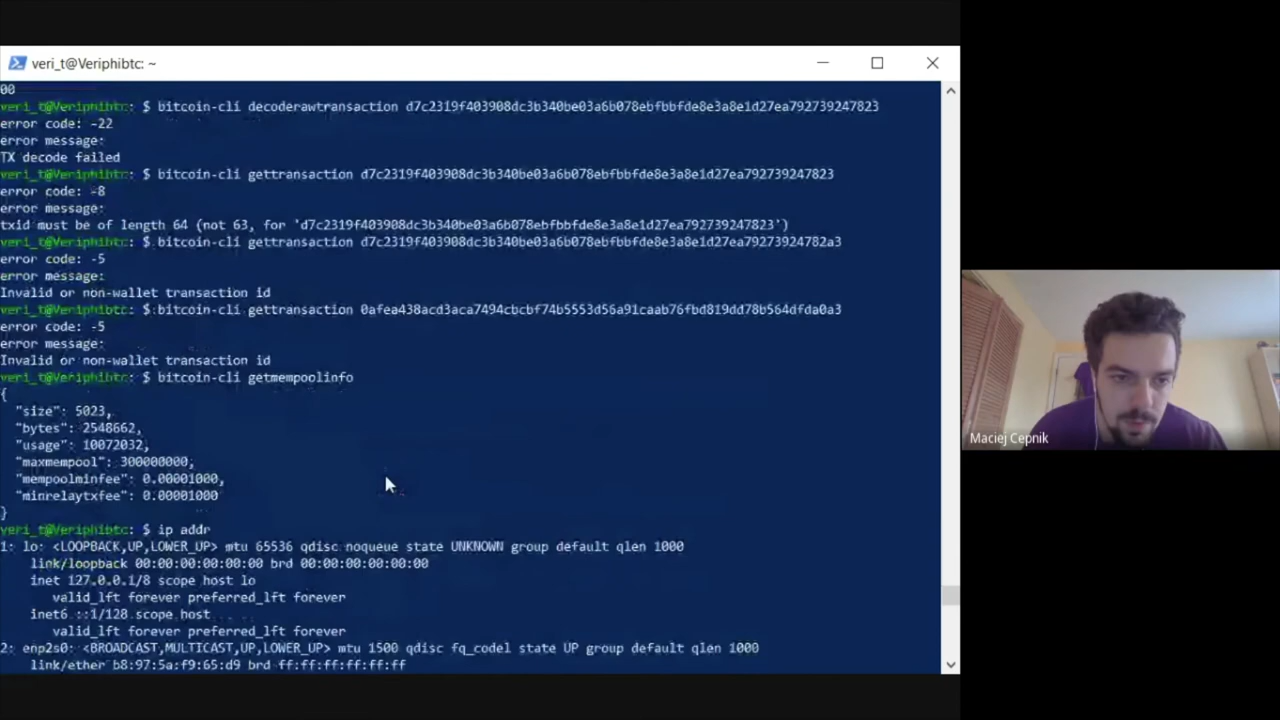 veri_t@Veriphibtc: ~
00
veri_t@Veriphibtc: $ bitcoin-cli decoderawtransaction d7c2319f403908dc3b340be03a6b078ebfbbfde8e3a8e1d27ea792739247823
error code: -22
error message:
TX decode failed
veri_t@Veriphibtc: $ bitcoin-cli gettransaction d7c2319f403908dc3b340be03a6b078ebfbbfde8e3a8e1d27ea792739247823
error code: -8
error message:
txid must be of length 64 (not 63, for 'd7c2319f403908dc3b340be03a6b078ebfbbfde8e3a8e1d27ea792739247823')
veri_t@Veriphibtc: $ bitcoin-cli gettransaction d7c2319f403908dc3b340be03a6b078ebfbbfde8e3a8e1d27ea79273924782a3
error code: -5
error message:
Invalid or non-wallet transaction id
veri_t@Veriphibtc: $ bitcoin-cli gettransaction 0afea438acd3aca7494cbcbf74b5553d56a91caab76fbd819dd78b564dfda0a3
error code: -5
error message:
Invalid or non-wallet transaction id
veri_t@Veriphibtc: $ bitcoin-cli getmempoolinfo
{
"size": 5023,
"bytes": 2548662,
"usage": 10072032,
"maxmempool": 300000000,
"mempoolminfee": 0.00001000,
"minrelaytxfee": 0.00001000
}
veri_t@Veriphibtc: $ ip addr
1: lo: <LOOPBACK,UP,LOWER_UP> mtu 65536 qdisc noqueue state UNKNOWN group default qlen 1000
link/loopback 00:00:00:00:00:00 brd 00:00:00:00:00:00
inet 127.0.0.1/8 scope host lo
valid_lft forever preferred_lft forever
inet6 ::1/128 scope host
valid_lft forever preferred_lft forever
2: enp2s0: <BROADCAST,MULTICAST,UP,LOWER_UP> mtu 1500 qdisc fq_codel state UP group default qlen 1000
link/ether b8:97:5a:f9:65:d9 brd ff:ff:ff:ff:ff:ff
Maciej Cepnik